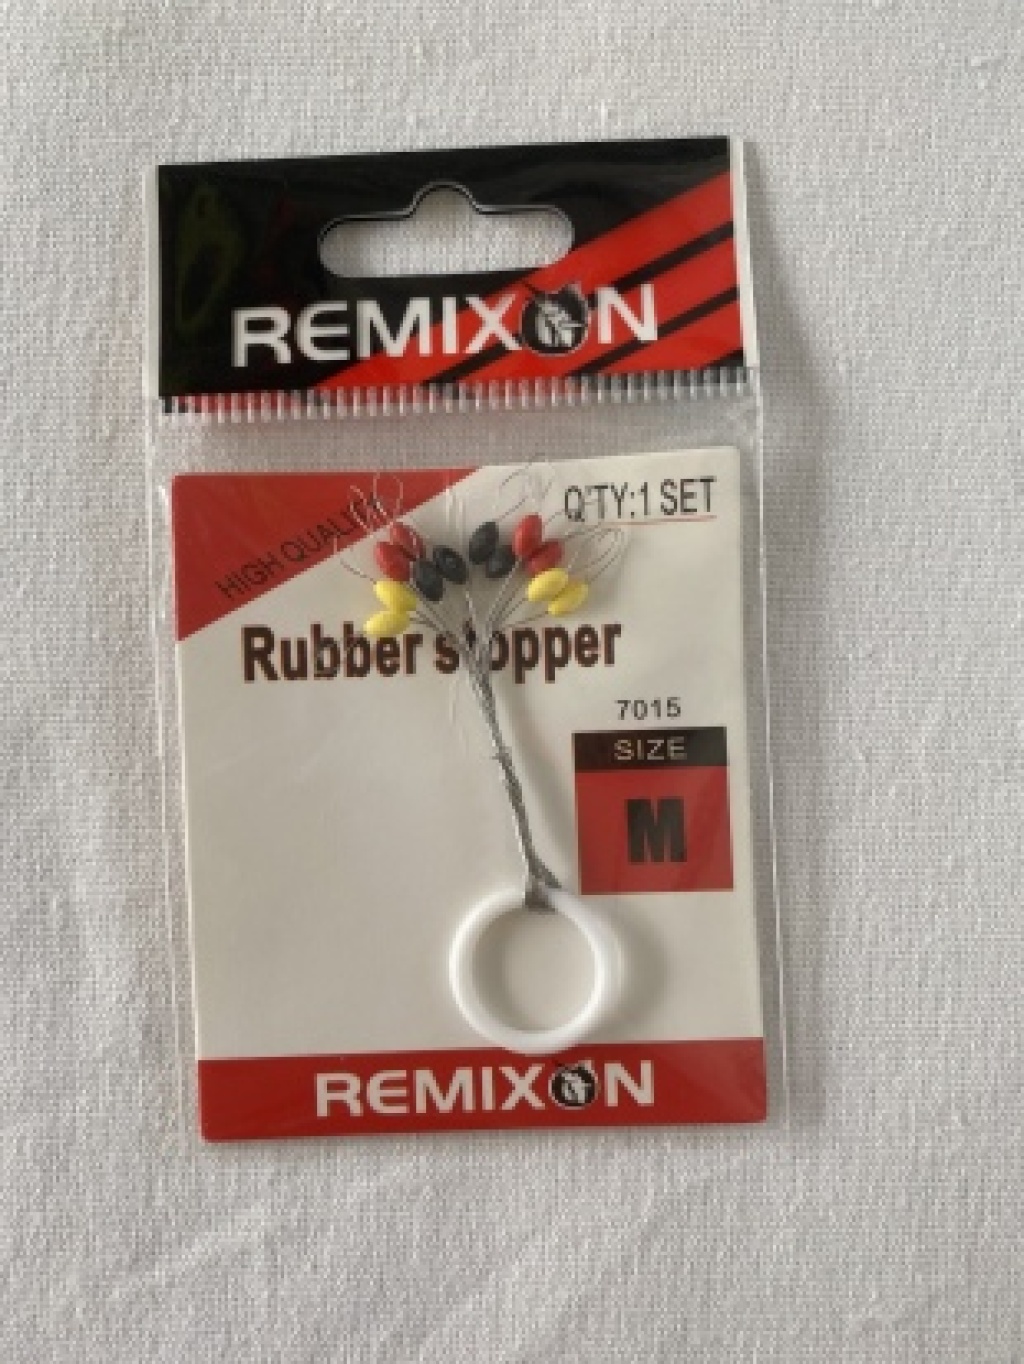 REMIXON
HIGH QUALITY
Q'TY:1 SET
Rubber stopper
7015
SIZE
M
REMIXON